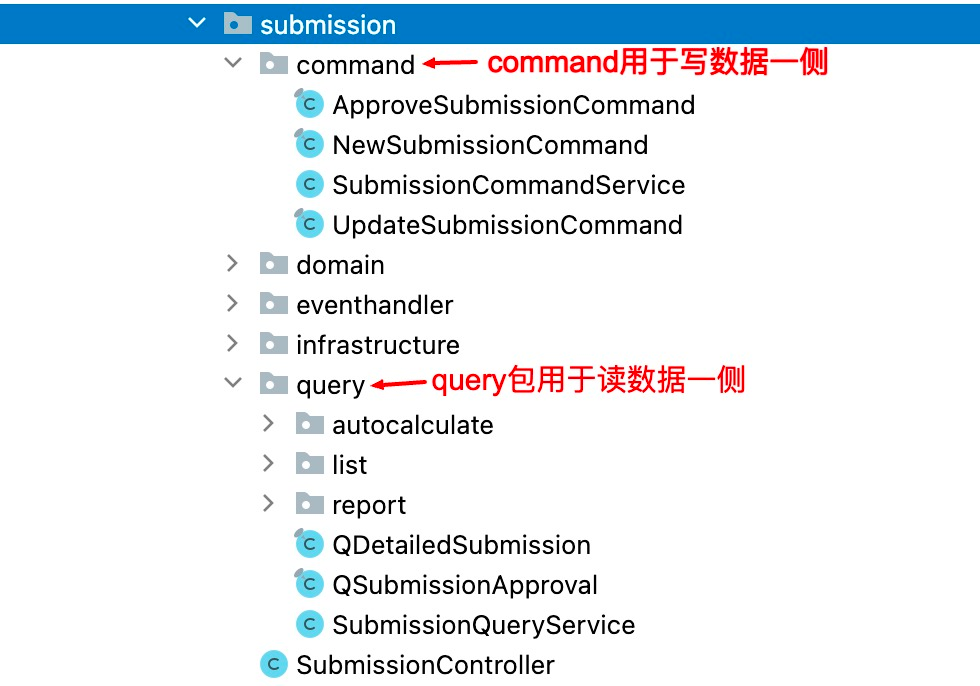 submission
command command用于写数据一侧
C ApproveSubmissionCommand
C NewSubmissionCommand
C SubmissionCommandService
C UpdateSubmissionCommand
domain
eventhandler
infrastructure
query query包用于读数据一侧
autocalculate
list
report
C QDetailedSubmission
C QSubmissionApproval
C SubmissionQueryService
C SubmissionController